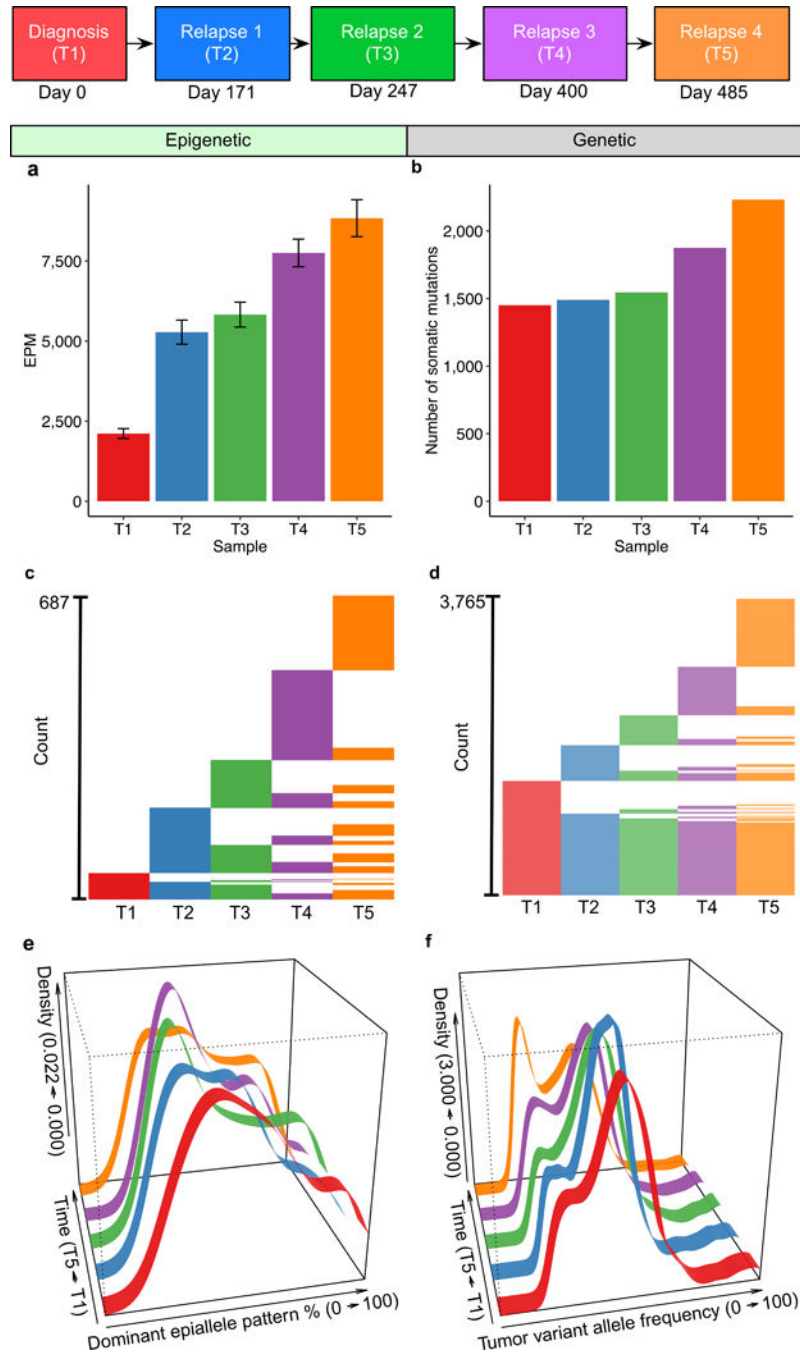 Diagnosis (T1)
Relapse 1 (T2)
Relapse 2 (T3)
Relapse 3 (T4)
Relapse 4 (T5)
Day 0
Day 171
Day 247
Day 400
Day 485
Epigenetic
Genetic
a
EPM
7,500
5,000
2,500
0
T1 T2 T3 T4 T5
Sample
b
Number of somatic mutations
2,000
1,500
1,000
500
0
T1 T2 T3 T4 T5
Sample
c
687
Count
T1 T2 T3 T4 T5
d
3,765
Count
T1 T2 T3 T4 T5
e
Density (0.022 → 0.000)
Time (T5 → T1)
Dominant epiallele pattern % (0 → 100)
f
Density (3.000 → 0.000)
Time (T5 → T1)
Tumor variant allele frequency (0 → 100)